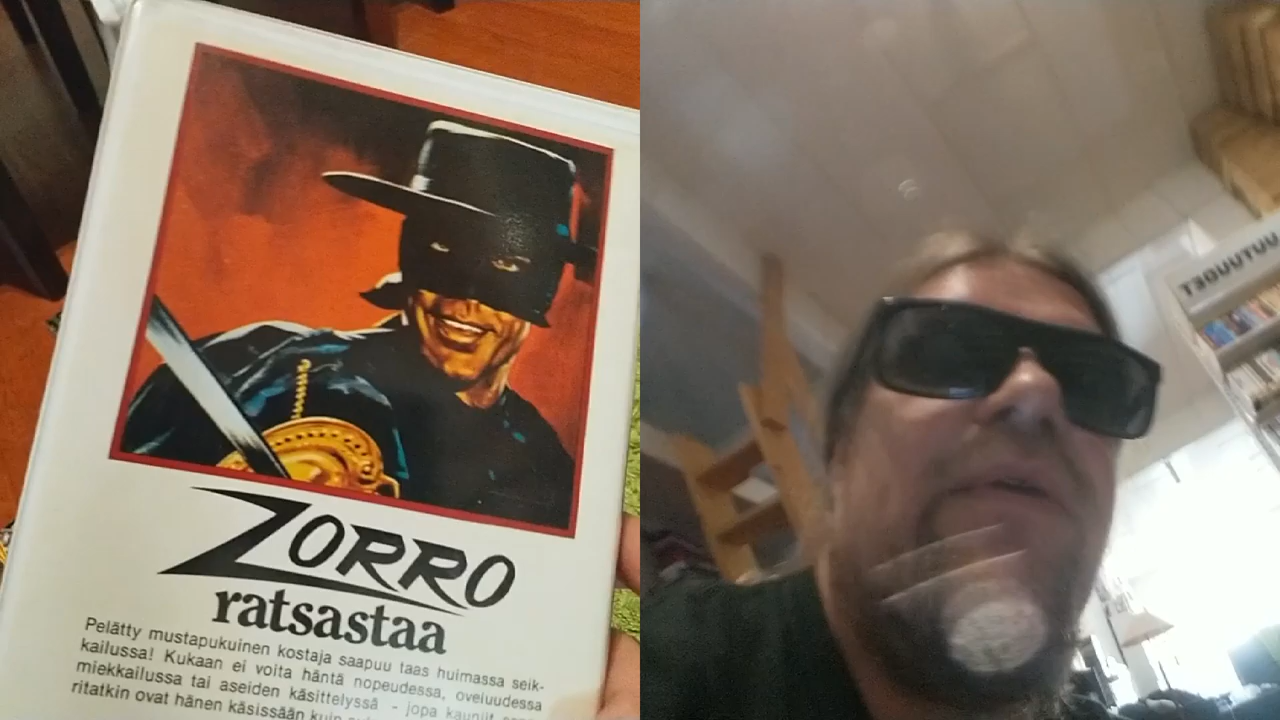 ZORRO
ratsastaa
Pelätty mustapukuinen kostaja saapuu taas huimassa seik-
kailussa! Kukaan ei voita häntä nopeudessa, oveluudessa
miekkailussa tai aseiden käsittelyssä - jopa kauniit
ritatkin ovat hänen käsissään kuin
UUTUUDET